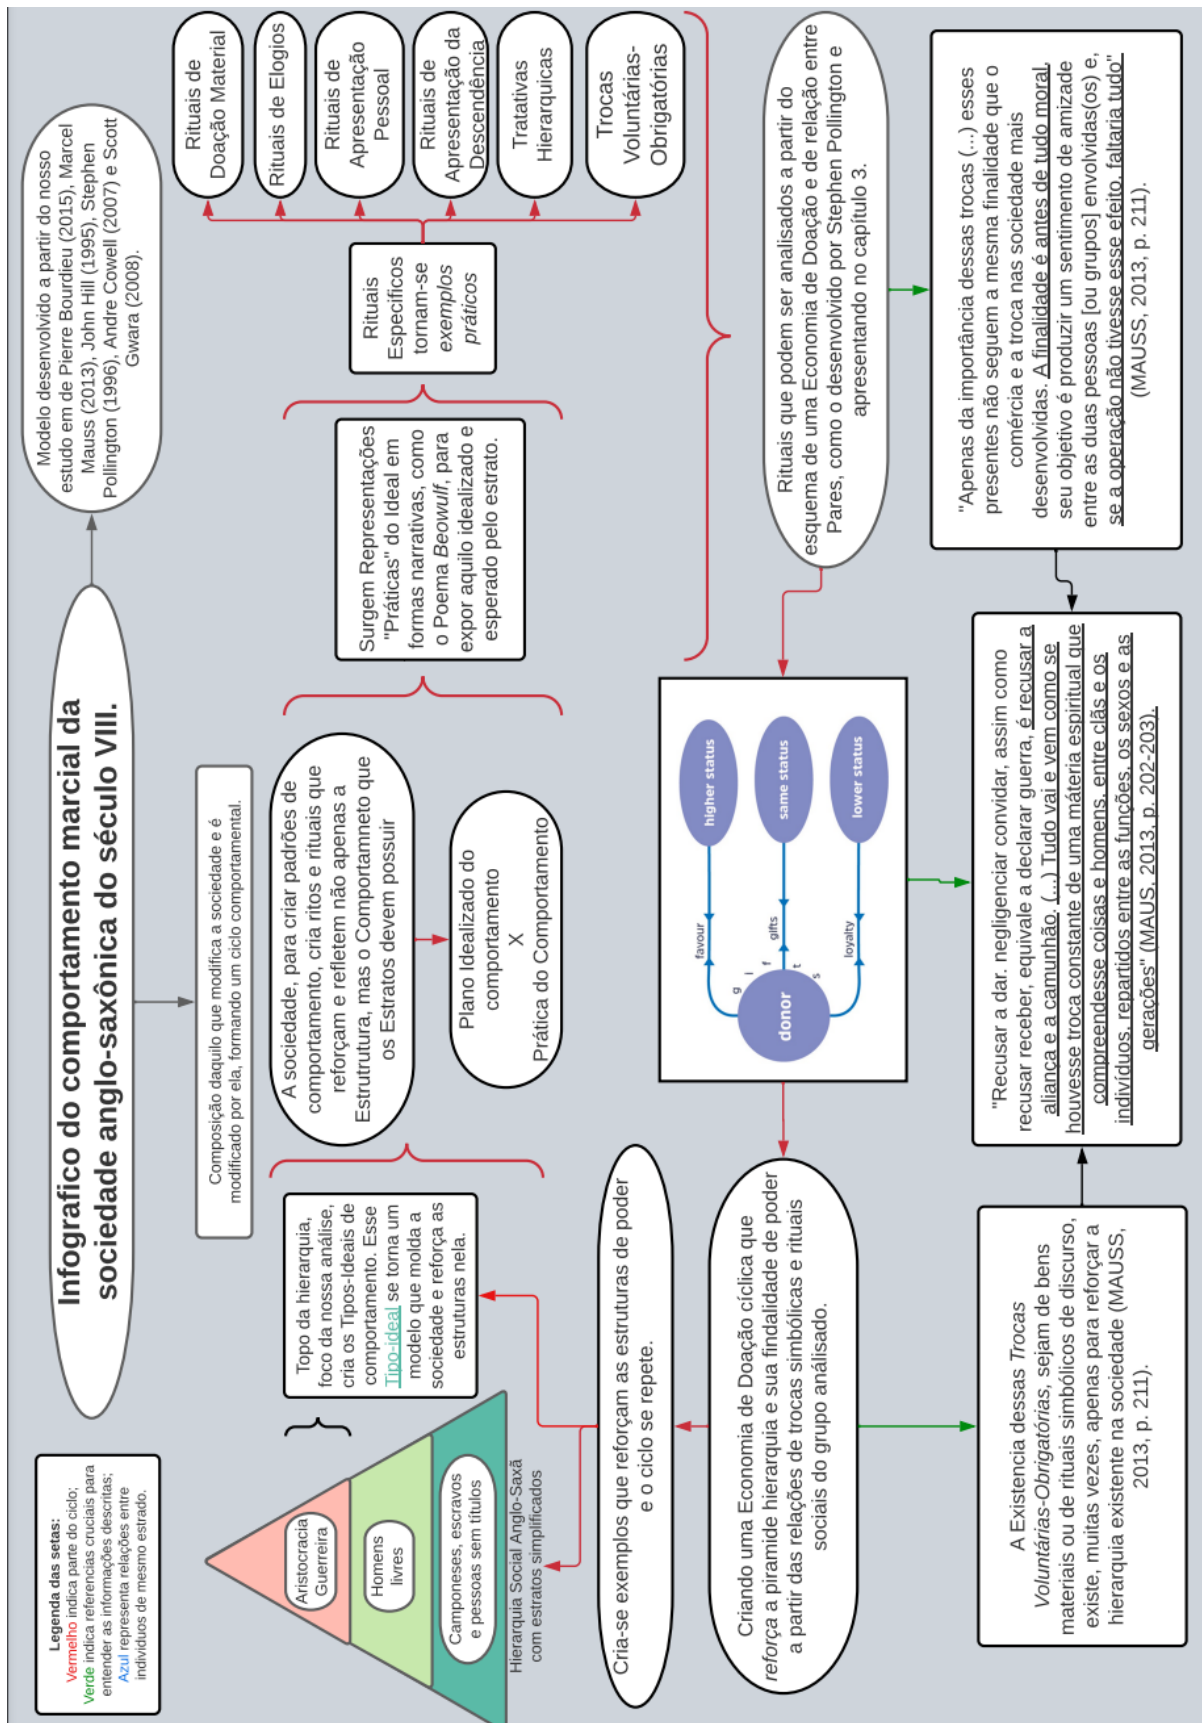 Legenda das setas:
Vermelho indica parte do ciclo;
Verde indica referencias cruciais para
entender as informações descritas;
Azul representa relações entre
individuos de mesmo estrado.
Infografico do comportamento marcial da
sociedade anglo-saxônica do século VIII.
Modelo desenvolvido a partir do nosso
estudo em de Pierre Bourdieu (2015), Marcel
Mauss (2013), John Hill (1995), Stephen
Pollington (1996), Andre Cowell (2007) e Scott
Gwara (2008).
Composição daquilo que modifica a sociedade e é
modificado por ela, formando um ciclo comportamental.
Aristocracia
Guerreira
Homens
livres
Camponeses, escravos
e pessoas sem títulos
Hierarquia Social Anglo-Saxã
com estratos simplificados
Topo da hierarquia,
foco da nossa análise,
cria os Tipos-Ideais de
comportamento. Esse
Tipo-ideal se torna um
modelo que molda a
sociedade e reforça as
estruturas nela.
A sociedade, para criar padrões de
comportamento, cria ritos e rituais que
reforçam e refletem não apenas a
Estrutrutura, mas o Comportamneto que
os Estratos devem possuir
Plano Idealizado do
comportamento
X
Prática do Comportamento
Surgem Representações
"Práticas" do Ideal em
formas narrativas, como
o Poema Beowulf, para
expor aquilo idealizado e
esperado pelo estrato.
Rituais
Especificos
tornam-se
exemplos
práticos
Rituais de
Doação Material
Rituais de Elogios
Rituais de
Apresentação
Pessoal
Rituais de
Apresentação da
Descendência
Tratativas
Hierarquicas
Trocas
Voluntárias-
Obrigatórias
Cria-se exemplos que reforçam as estruturas de poder
e o ciclo se repete.
Criando uma Economia de Doação cíclica que
reforça a piramide hierarquia e sua findalidade de poder
a partir das relações de trocas simbólicas e rituais
sociais do grupo análisado.
donor
gifts
favour
gifts
loyalty
higher status
same status
lower status
Rituais que podem ser analisados a partir do
esquema de uma Economia de Doação e de relação entre
Pares, como o desenvolvido por Stephen Pollington e
apresentando no capítulo 3.
A Existencia dessas Trocas
Voluntárias-Obrigatórias, sejam de bens
materiais ou de rituais simbólicos de discurso,
existe, muitas vezes, apenas para reforçar a
hierarquia existente na sociedade (MAUSS,
2013, p. 211).
"Recusar a dar. negligenciar convidar, assim como
recusar receber, equivale a declarar guerra, é recusar a
aliança e a camunhão. (...) Tudo vai e vem como se
houvesse troca constante de uma máteria espiritual que
compreendesse coisas e homens, entre clãs e os
indivíduos, repartidos entre as funções, os sexos e as
gerações" (MAUS, 2013, p. 202-203).
"Apenas da importância dessas trocas (...) esses
presentes não seguem a mesma finalidade que o
comércia e a troca nas sociedade mais
desenvolvidas. A finalidade é antes de tudo moral,
seu objetivo é produzir um sentimento de amizade
entre as duas pessoas [ou grupos] envolvidas(os) e,
se a operação não tivesse esse efeito, faltaria tudo"
(MAUSS, 2013, p. 211).